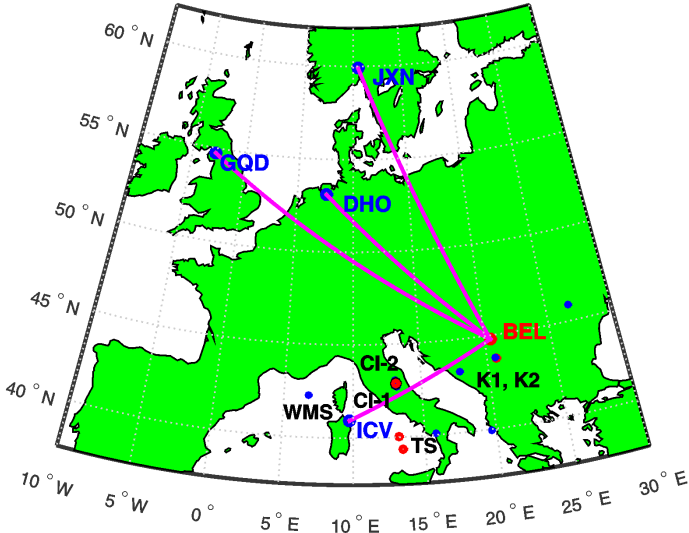 60 ° N
JXN
55 ° N
GQD
DHO
50 ° N
45 ° N
BEL
CI-2
K1, K2
40 ° N
CI-1
WMS
ICV
TS
10 ° W
5 ° W
0 °
5 ° E
10 ° E
15 ° E
20 ° E
25 ° E
30 ° E